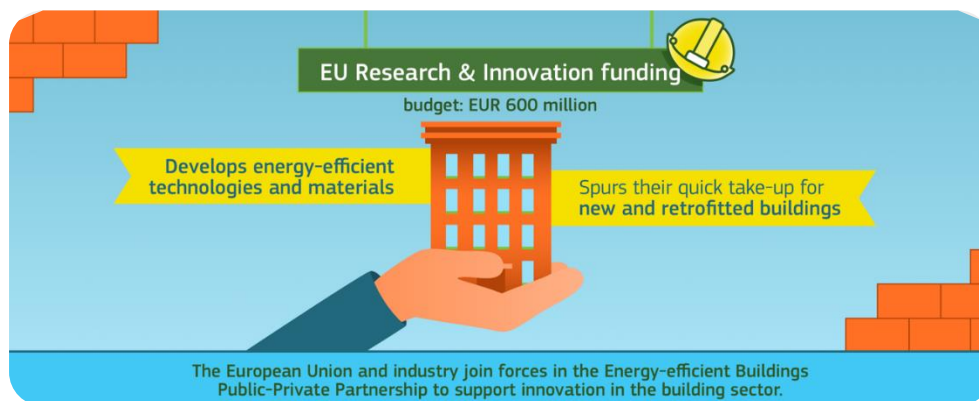 EU Research & Innovation funding
budget: EUR 600 million
Develops energy-efficient
technologies and materials
Spurs their quick take-up for
new and retrofitted buildings
The European Union and industry join forces in the Energy-efficient Buildings
Public-Private Partnership to support innovation in the building sector.